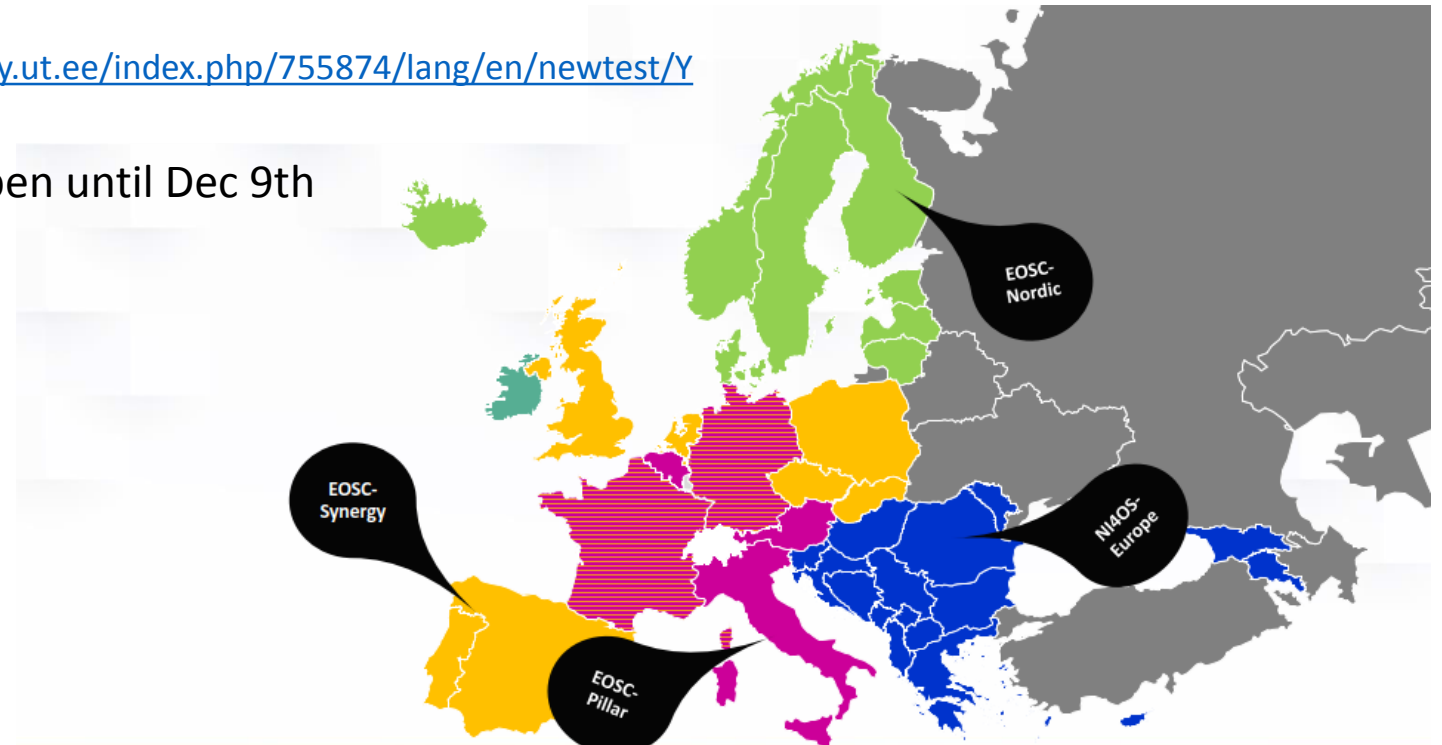 y.ut.ee/index.php/755874/lang/en/newtest/Y
en until Dec 9th
EOSC-
Nordic
EOSC-
Synergy
NI4OS-
Europe
EOSC-
Pillar